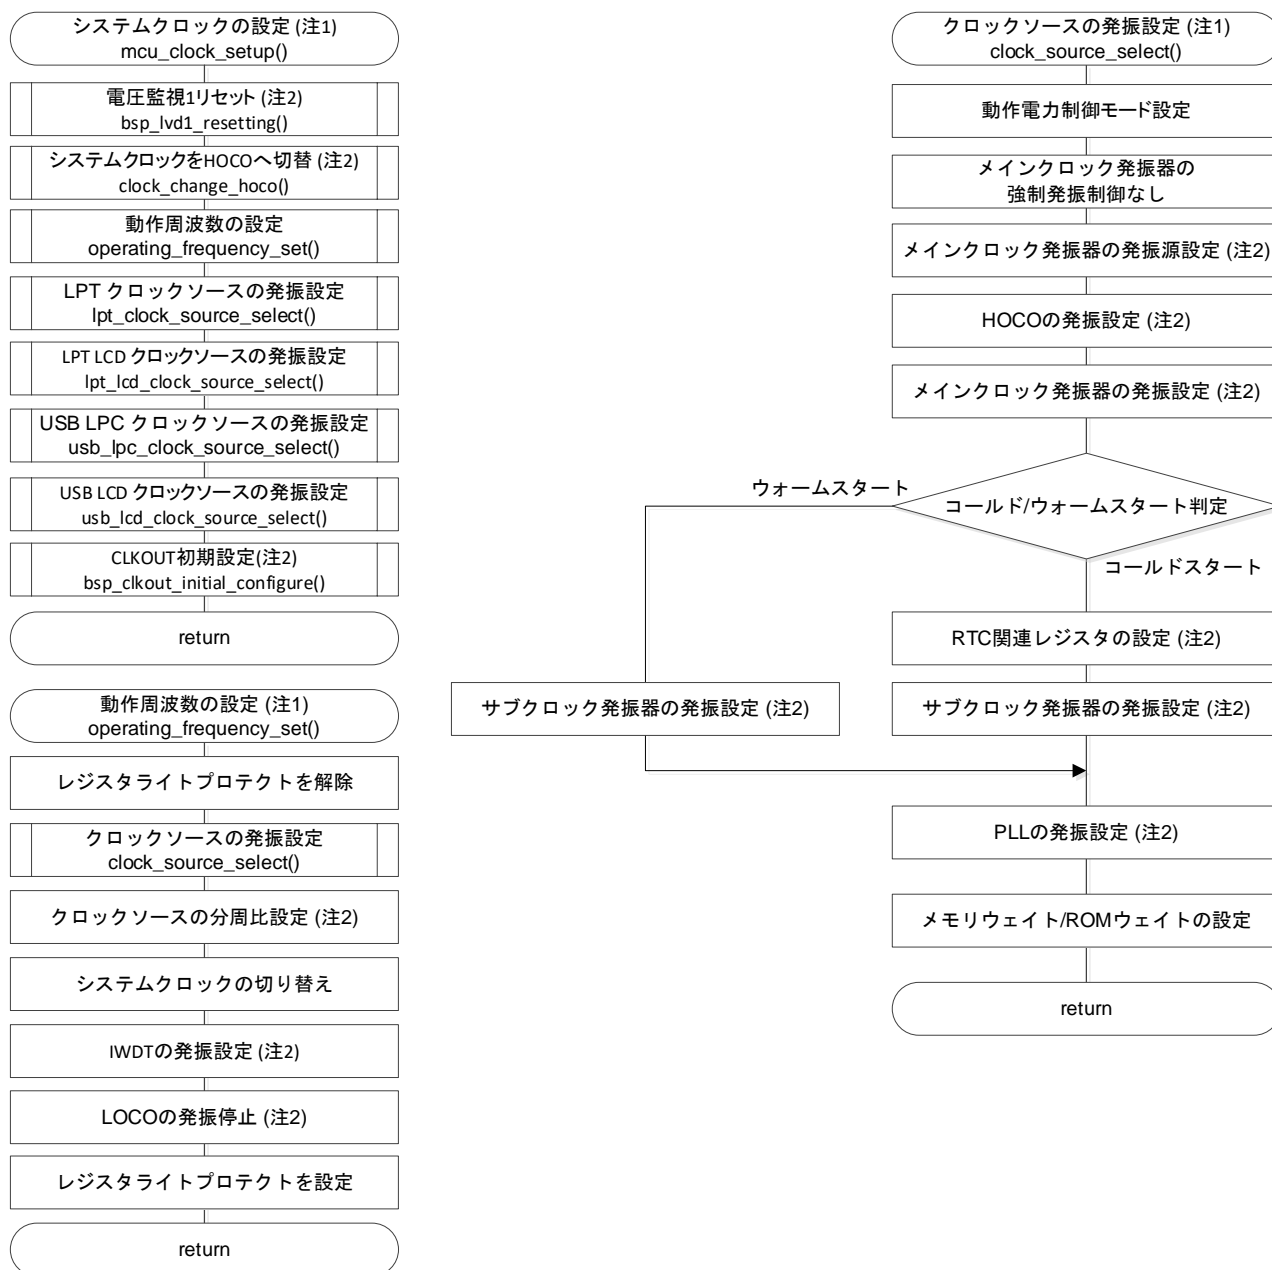 システムクロックの設定 (注1)
mcu_clock_setup()
電圧監視1リセット (注2)
bsp_lvd1_resetting()
システムクロックをHOCOへ切替 (注2)
clock_change_hoco()
動作周波数の設定
operating_frequency_set()
LPT クロックソースの発振設定
lpt_clock_source_select()
LPT LCD クロックソースの発振設定
lpt_lcd_clock_source_select()
USB LPC クロックソースの発振設定
usb_lpc_clock_source_select()
USB LCD クロックソースの発振設定
usb_lcd_clock_source_select()
CLKOUT初期設定(注2)
bsp_clkout_initial_configure()
return
動作周波数の設定 (注1)
operating_frequency_set()
レジスタライトプロテクトを解除
クロックソースの発振設定
clock_source_select()
クロックソースの分周比設定 (注2)
システムクロックの切り替え
IWDTの発振設定 (注2)
LOCOの発振停止 (注2)
レジスタライトプロテクトを設定
return
クロックソースの発振設定 (注1)
clock_source_select()
動作電力制御モード設定
メインクロック発振器の
強制発振制御なし
メインクロック発振器の発振源設定 (注2)
HOCOの発振設定 (注2)
メインクロック発振器の発振設定 (注2)
コールド/ウォームスタート判定
ウォームスタート
コールドスタート
RTC関連レジスタの設定 (注2)
サブクロック発振器の発振設定 (注2)
サブクロック発振器の発振設定 (注2)
PLLの発振設定 (注2)
メモリウェイト/ROMウェイトの設定
return